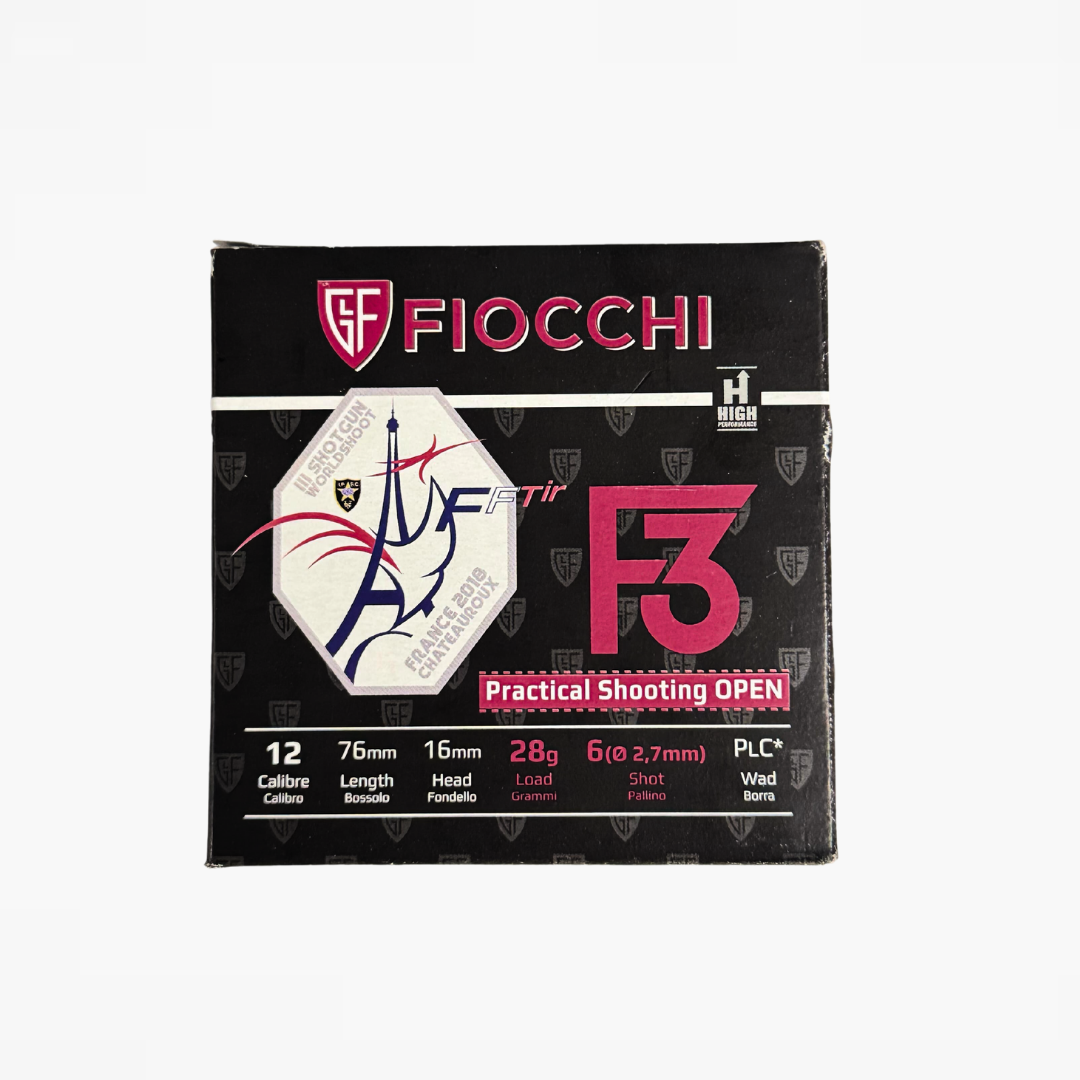 GF FIOCCHI
H
HIGH
PERFORMANCE
III SHOTGUN
WORLDSHOOT
FFTir
FRANCE 2018
CHATEAUROUX
F3
Practical Shooting OPEN
12
Calibre
Calibro
76mm
Length
Bossolo
16mm
Head
Fondello
28g
Load
Grammi
6(Ø 2,7mm)
Shot
Pallino
PLC*
Wad
Borra